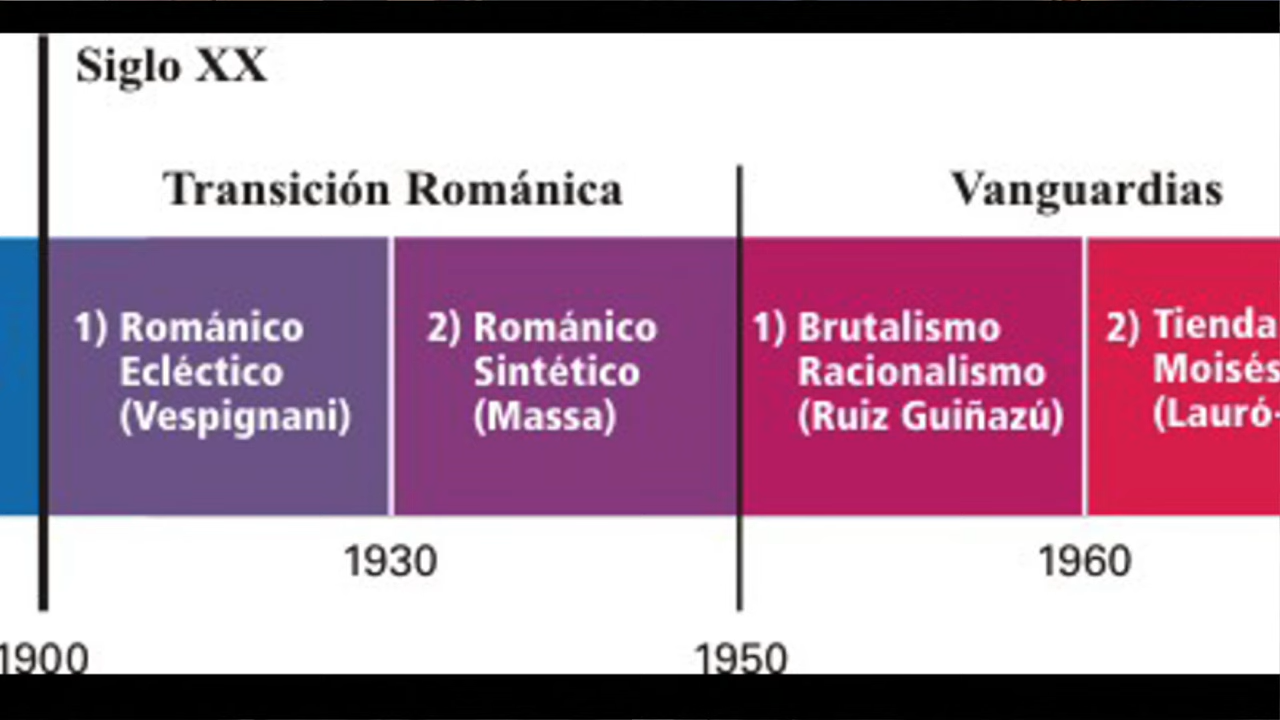 Siglo XX
Transición Románica
Vanguardias
1) Románico
Ecléctico
(Vespignani)
2) Románico
Sintético
(Massa)
1) Brutalismo
Racionalismo
(Ruiz Guiñazú)
2) Tienda
Moisés
(Lauró-
1930
1960
1900
1950